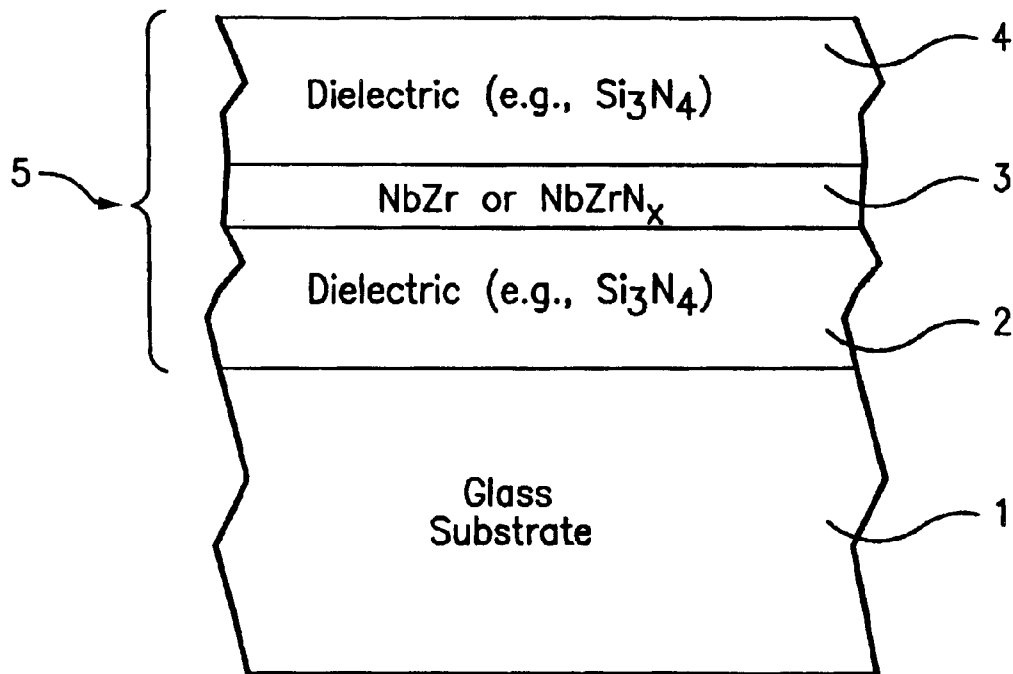 4
Dielectric (e.g., Si3N4)
5
3
NbZr or NbZrNx
Dielectric (e.g., Si3N4)
2
Glass
Substrate
1